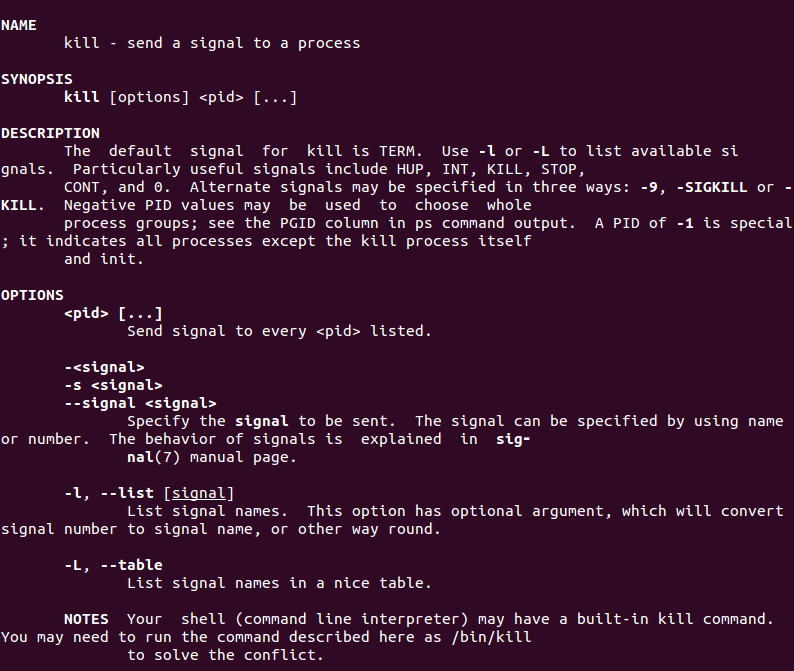 NAME
kill - send a signal to a process
SYNOPSIS
kill [options] <pid> [...]
DESCRIPTION
The  default  signal  for  kill is TERM.  Use -l or -L to list available si
gnals.  Particularly useful signals include HUP, INT, KILL, STOP,
CONT, and 0.  Alternate signals may be specified in three ways: -9, -SIGKILL or -
KILL.  Negative PID values may  be  used  to  choose  whole
process groups; see the PGID column in ps command output.  A PID of -1 is special
; it indicates all processes except the kill process itself
and init.
OPTIONS
<pid> [...]
Send signal to every <pid> listed.
-<signal>
-s <signal>
--signal <signal>
Specify the signal to be sent.  The signal can be specified by using name
or number.  The behavior of signals is  explained  in  sig-
nal(7) manual page.
-l, --list [signal]
List signal names.  This option has optional argument, which will convert
signal number to signal name, or other way round.
-L, --table
List signal names in a nice table.
NOTES  Your  shell (command line interpreter) may have a built-in kill command.
You may need to run the command described here as /bin/kill
to solve the conflict.